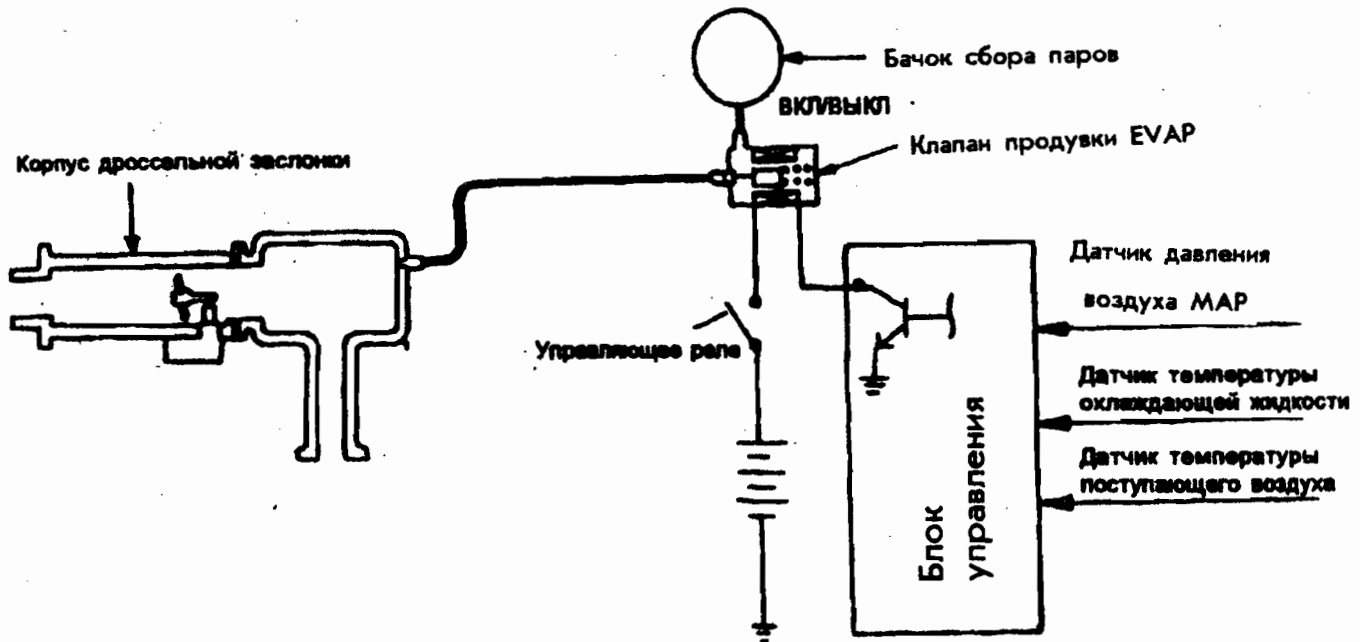 Бачок сбора паров
ВКЛ/ВЫКЛ
Клапан продувки EVAP
Корпус дроссельной заслонки
Датчик давления
воздуха MAP
Управляющее реле
Датчик температуры
охлаждающей жидкости
Датчик температуры
поступающего воздуха
Блок
управления